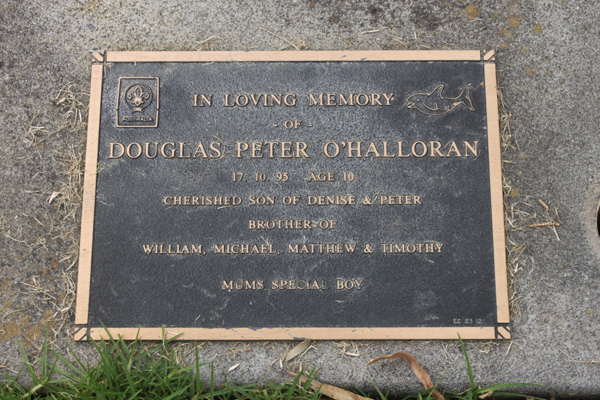 AUSTRALIA
IN LOVING MEMORY
- OF -
DOUGLAS PETER O'HALLORAN
17. 10. 95 AGE 10
CHERISHED SON OF DENISE & PETER
BROTHER OF
WILLIAM, MICHAEL, MATTHEW & TIMOTHY
MUMS SPECIAL BOY